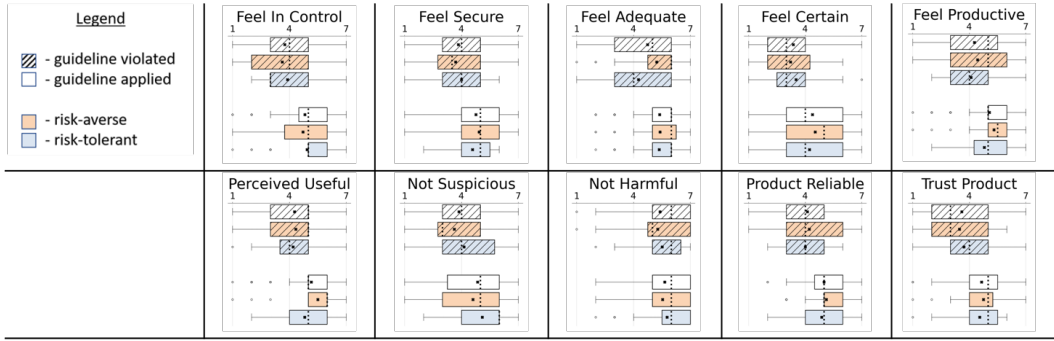 Legend
- guideline violated
- guideline applied
- risk-averse
- risk-tolerant
Feel In Control
1 4 7
Feel Secure
1 4 7
Feel Adequate
1 4 7
Feel Certain
1 4 7
Feel Productive
1 4 7
Perceived Useful
1 4 7
Not Suspicious
1 4 7
Not Harmful
1 4 7
Product Reliable
1 4 7
Trust Product
1 4 7